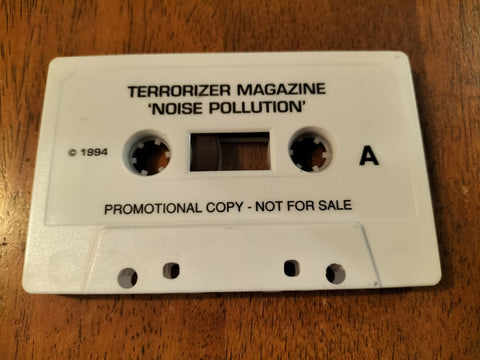 TERRORIZER MAGAZINE
'NOISE POLLUTION'
© 1994
A
PROMOTIONAL COPY - NOT FOR SALE